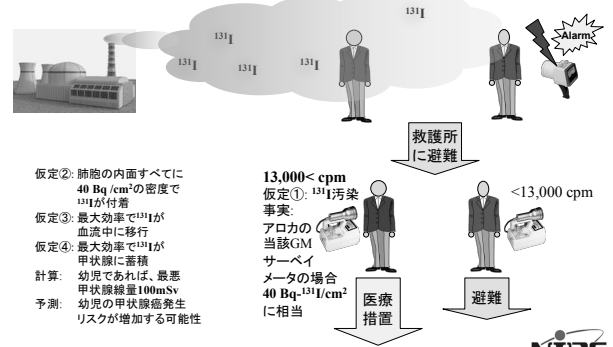 131I
131I
131I
131I
131I
Alarm
救護所
に避難
仮定②: 肺胞の内面すべてに
40 Bq /cm2の密度で
131Iが付着
仮定③: 最大効率で131Iが
血流中に移行
仮定④: 最大効率で131Iが
甲状腺に蓄積
計算: 幼児であれば、最悪
甲状腺線量100mSv
予測: 幼児の甲状腺癌発生
リスクが増加する可能性
13,000< cpm
仮定①: 131I汚染
事実:
アロカの
当該GM
サーベイ
メータの場合
40 Bq-131I/cm2
に相当
<13,000 cpm
医療
措置
避難